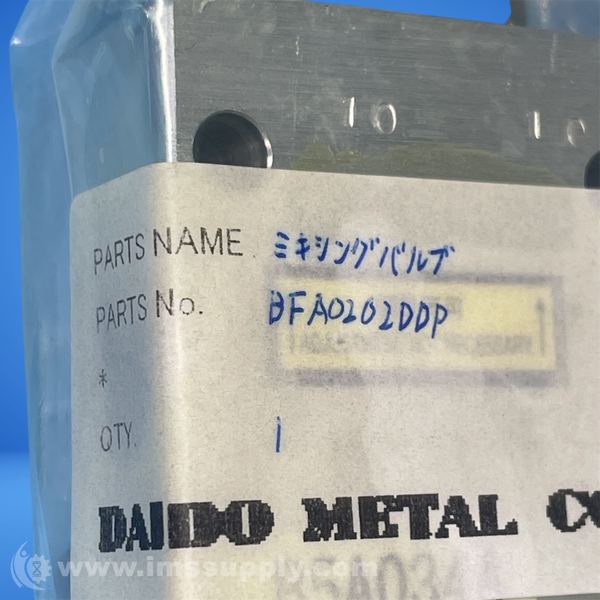 10 10
PARTS NAME ミキシングバルブ
PARTS No. BFA0202DDP
*
QTY. 1
DAIDO METAL CO
www.imssupply.com